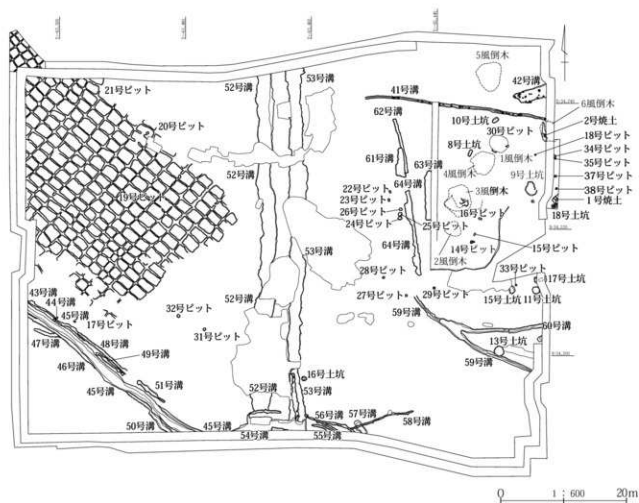 5風倒木
21号ピット
52号溝
53号溝
42号溝
41号溝
6風倒木
62号溝
10号土坑
2号焼土
20号ピット
30号ピット
18号ピット
8号土坑
34号ピット
61号溝
63号溝
1風倒木
35号ピット
52号溝
4風倒木
9号土坑
37号ピット
22号ピット
64号溝
3風倒木
38号ピット
19号ピット
23号ピット
1号焼土
26号ピット
16号ピット
18号土坑
24号ピット
25号ピット
53号溝
64号溝
14号ピット
15号ピット
2風倒木
28号ピット
33号ピット
17号土坑
43号溝
27号ピット
29号ピット
15号土坑
11号土坑
44号溝
52号溝
59号溝
45号溝
32号ピット
17号ピット
60号溝
47号溝
31号ピット
13号土坑
48号溝
49号溝
46号溝
59号溝
51号溝
16号土坑
45号溝
52号溝
53号溝
50号溝
45号溝
56号溝
57号溝
58号溝
54号溝
55号溝
0
1:600
20m